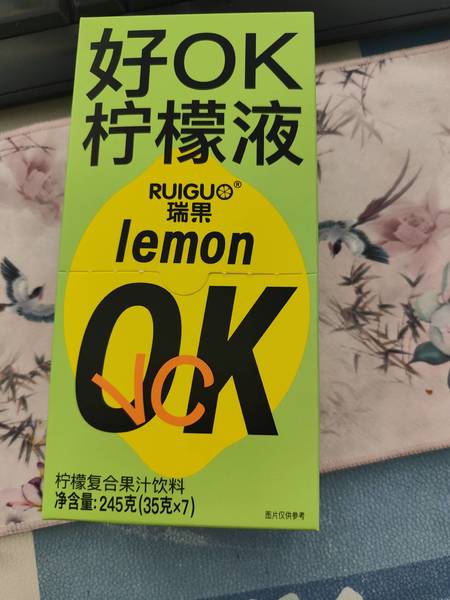 好OK
柠檬液
RUIGUO®
瑞果
lemon
OK
VC
柠檬复合果汁饮料
净含量:245克(35克×7)
图片仅供参考